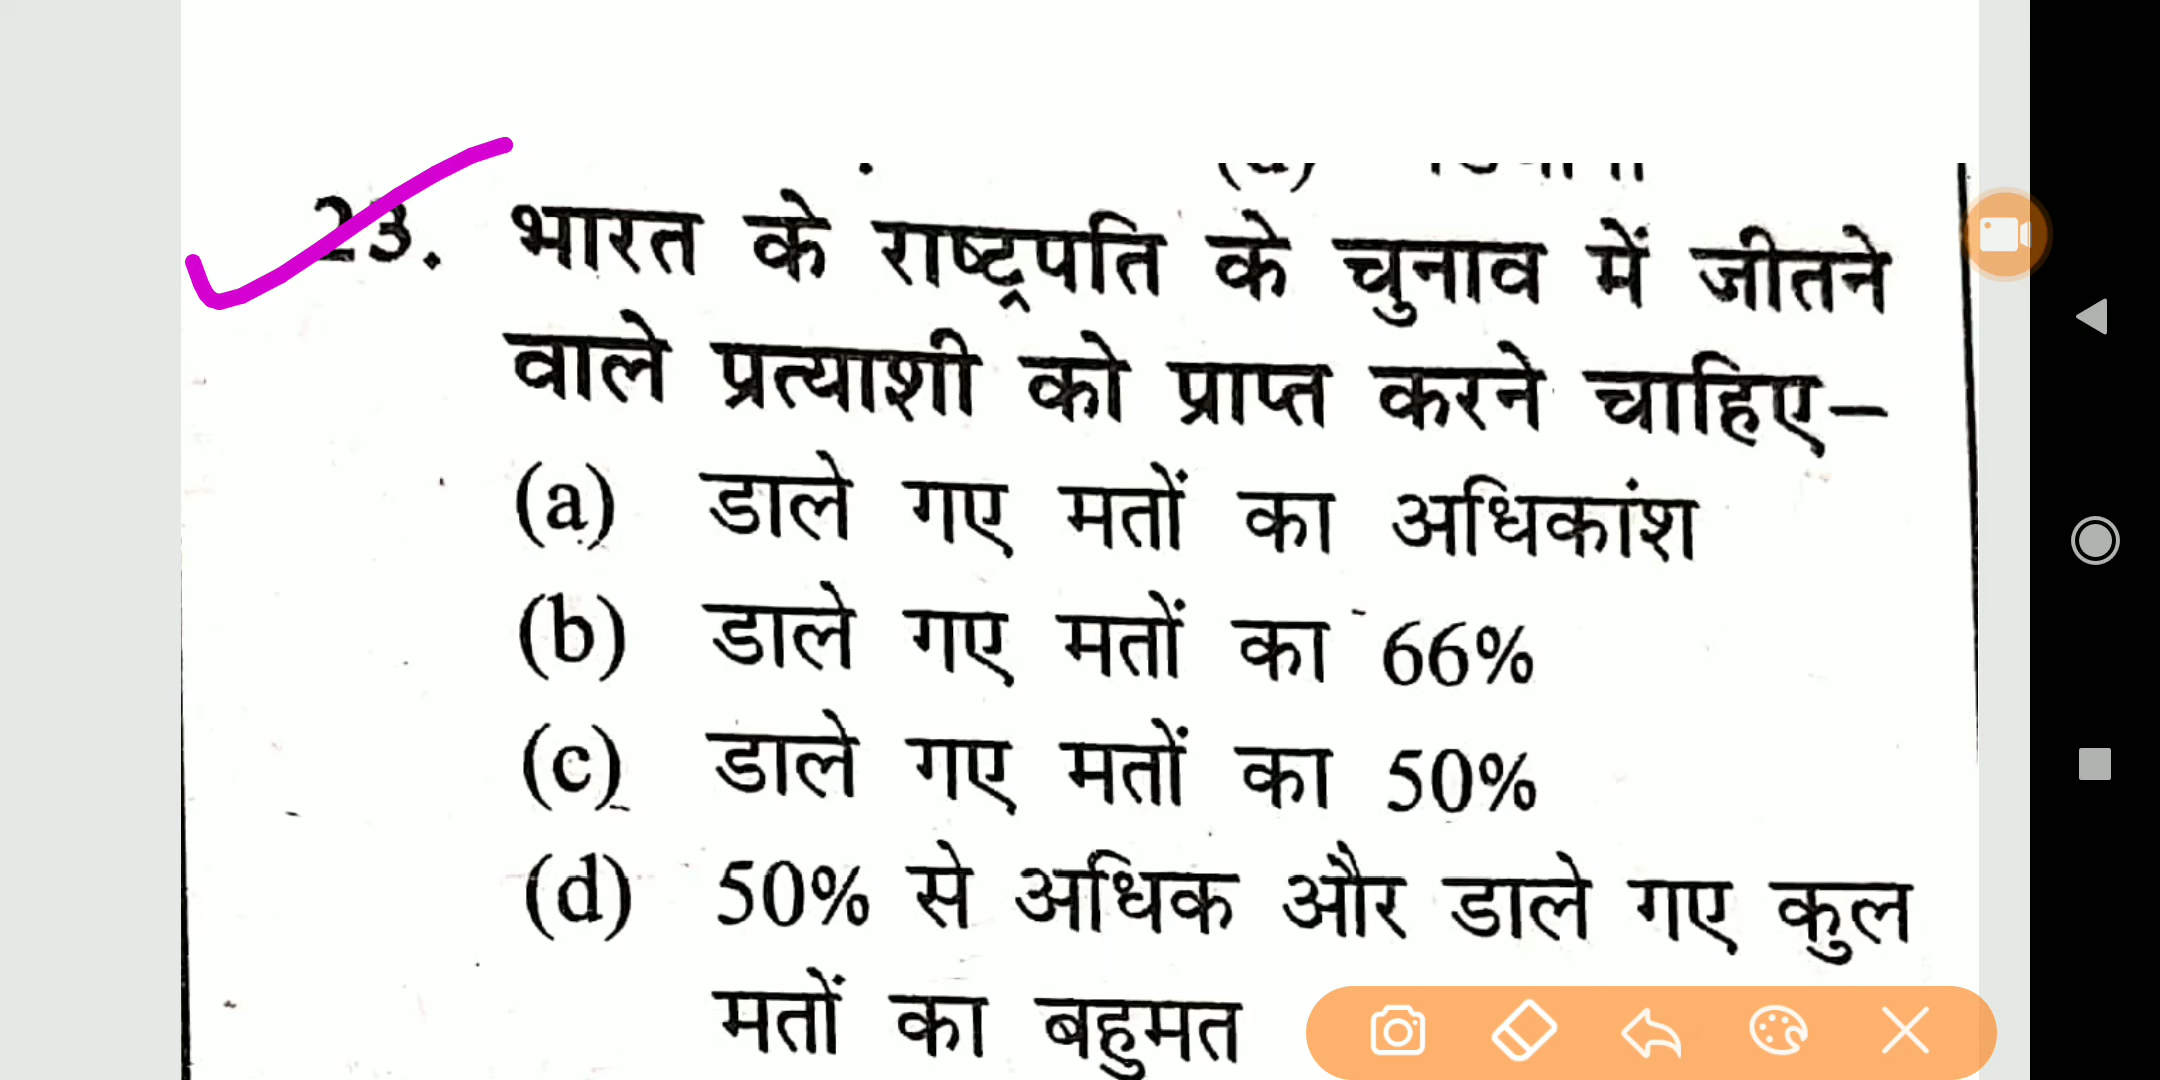 23. भारत के राष्ट्रपति के चुनाव में जीतने
वाले प्रत्याशी को प्राप्त करने चाहिए–
(a) डाले गए मतों का अधिकांश
(b) डाले गए मतों का 66%
(c) डाले गए मतों का 50%
(d) 50% से अधिक और डाले गए कुल
मतों का बहुमत